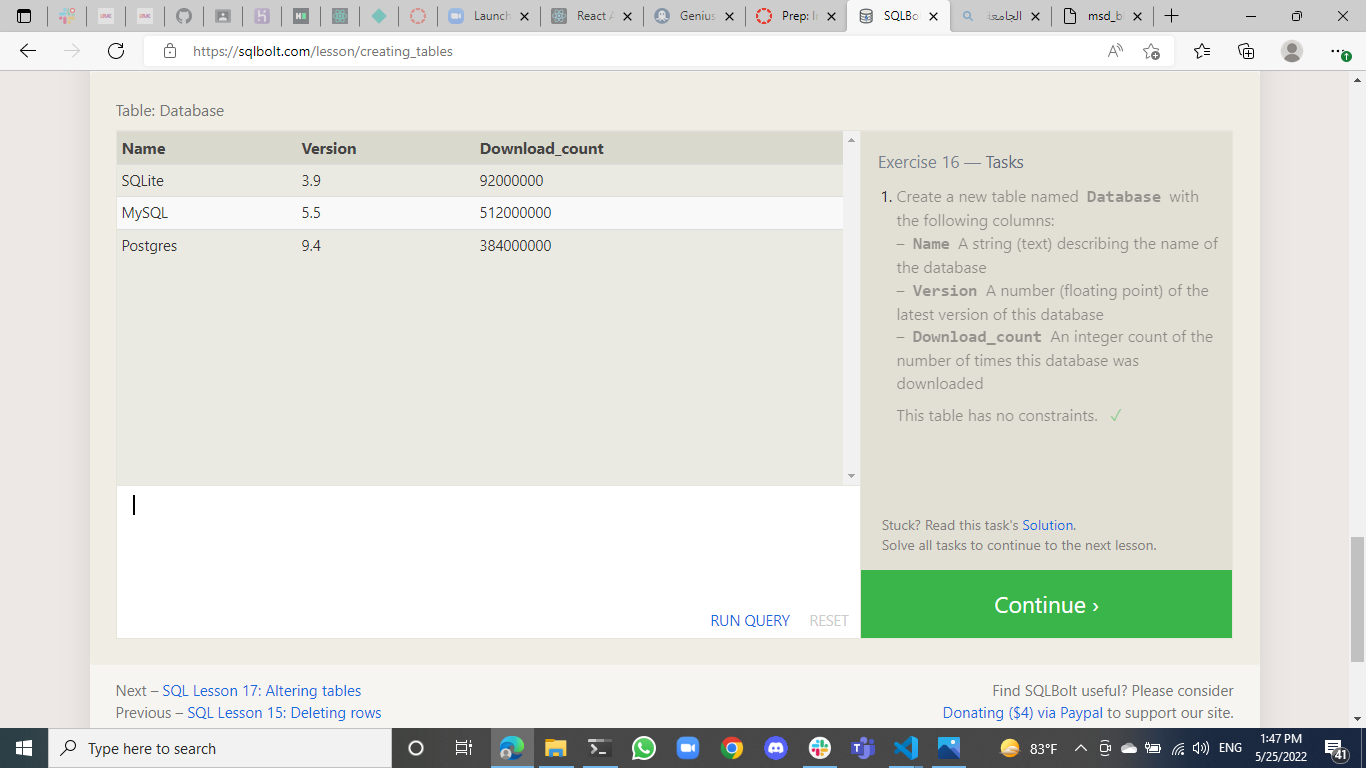 Launch
React A
Genius
Prep: I
SQLBo
الجامعة
msd_b
https://sqlbolt.com/lesson/creating_tables
Table: Database
Name Version Download_count
SQLite 3.9 92000000
MySQL 5.5 512000000
Postgres 9.4 384000000
Exercise 16 — Tasks
1. Create a new table named Database with
the following columns:
– Name A string (text) describing the name of
the database
– Version A number (floating point) of the
latest version of this database
– Download_count An integer count of the
number of times this database was
downloaded
This table has no constraints. ✓
Stuck? Read this task's Solution.
Solve all tasks to continue to the next lesson.
RUN QUERY RESET
Continue ›
Next – SQL Lesson 17: Altering tables
Previous – SQL Lesson 15: Deleting rows
Find SQLBolt useful? Please consider
Donating ($4) via Paypal to support our site.
Type here to search
83°F
ENG
1:47 PM
5/25/2022
41